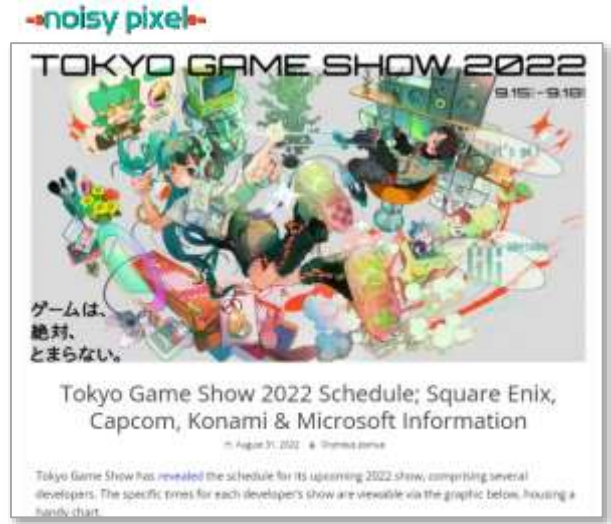 noisy pixel
TOKYO GAME SHOW 2022
9.15-9.18
Let's go!
ゲームは、
絶対、
とまらない。
Tokyo Game Show 2022 Schedule; Square Enix,
Capcom, Konami & Microsoft Information
August 31, 2022
Tokyo Game Show has revealed the schedule for its upcoming 2022 show, comprising several
developers. The specific times for each developer's show are viewable via the graphic below, housing a
handy chart.